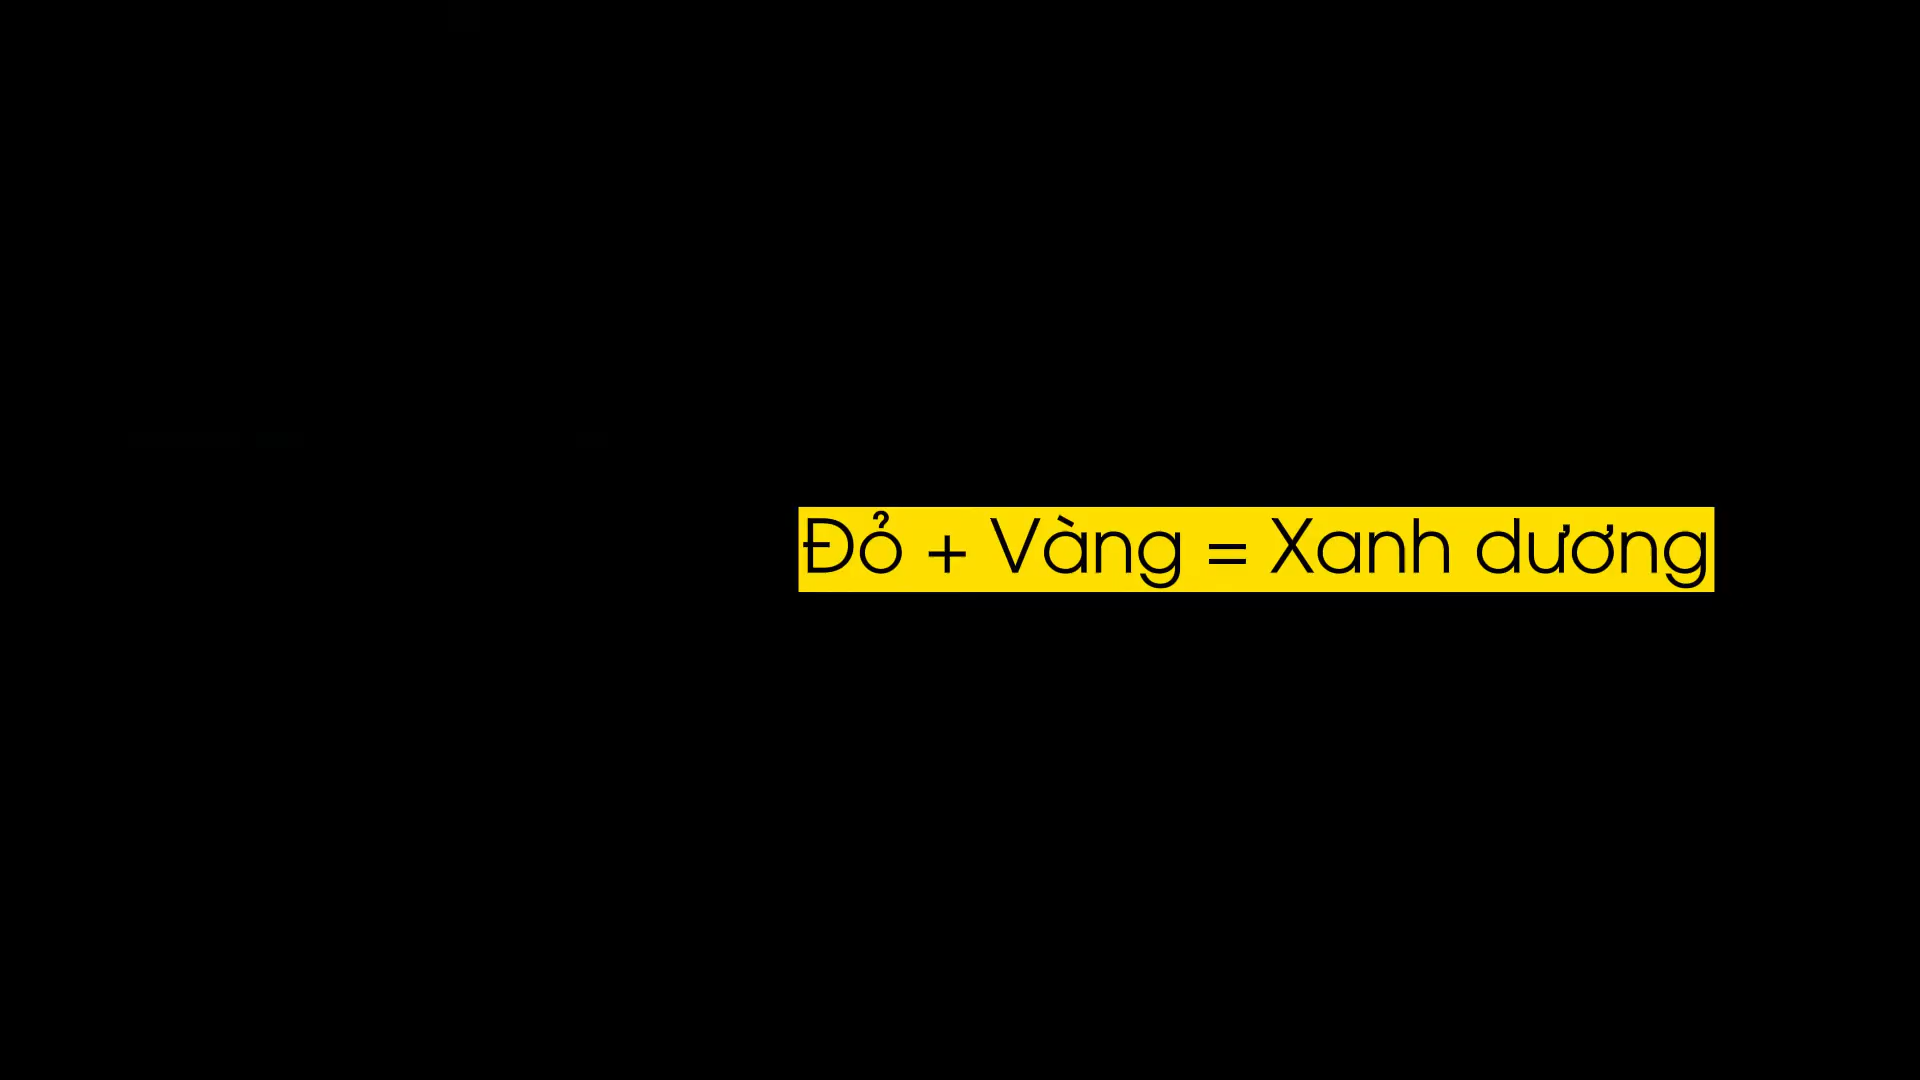 Đỏ + Vàng = Xanh dương